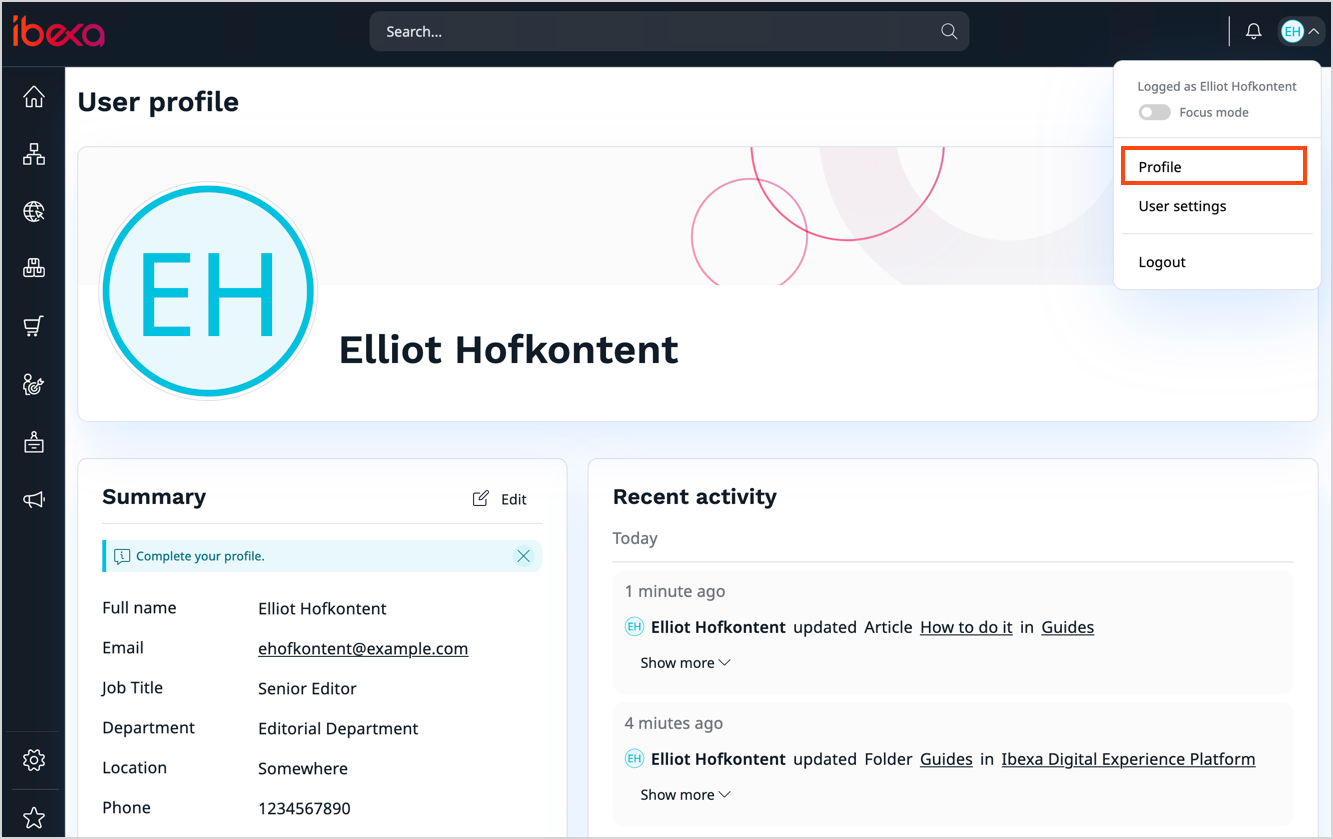 ibexa
Search...
EH
Logged as Elliot Hofkontent
Focus mode
Profile
User settings
Logout
User profile
EH
Elliot Hofkontent
Summary
Edit
Complete your profile.
Full name Elliot Hofkontent
Email ehofkontent@example.com
Job Title Senior Editor
Department Editorial Department
Location Somewhere
Phone 1234567890
Recent activity
Today
1 minute ago
EH Elliot Hofkontent updated Article How to do it in Guides
Show more
4 miutes ago
EH Elliot Hofkontent updated Folder Guides in Ibexa Digital Experience Platform
Show more